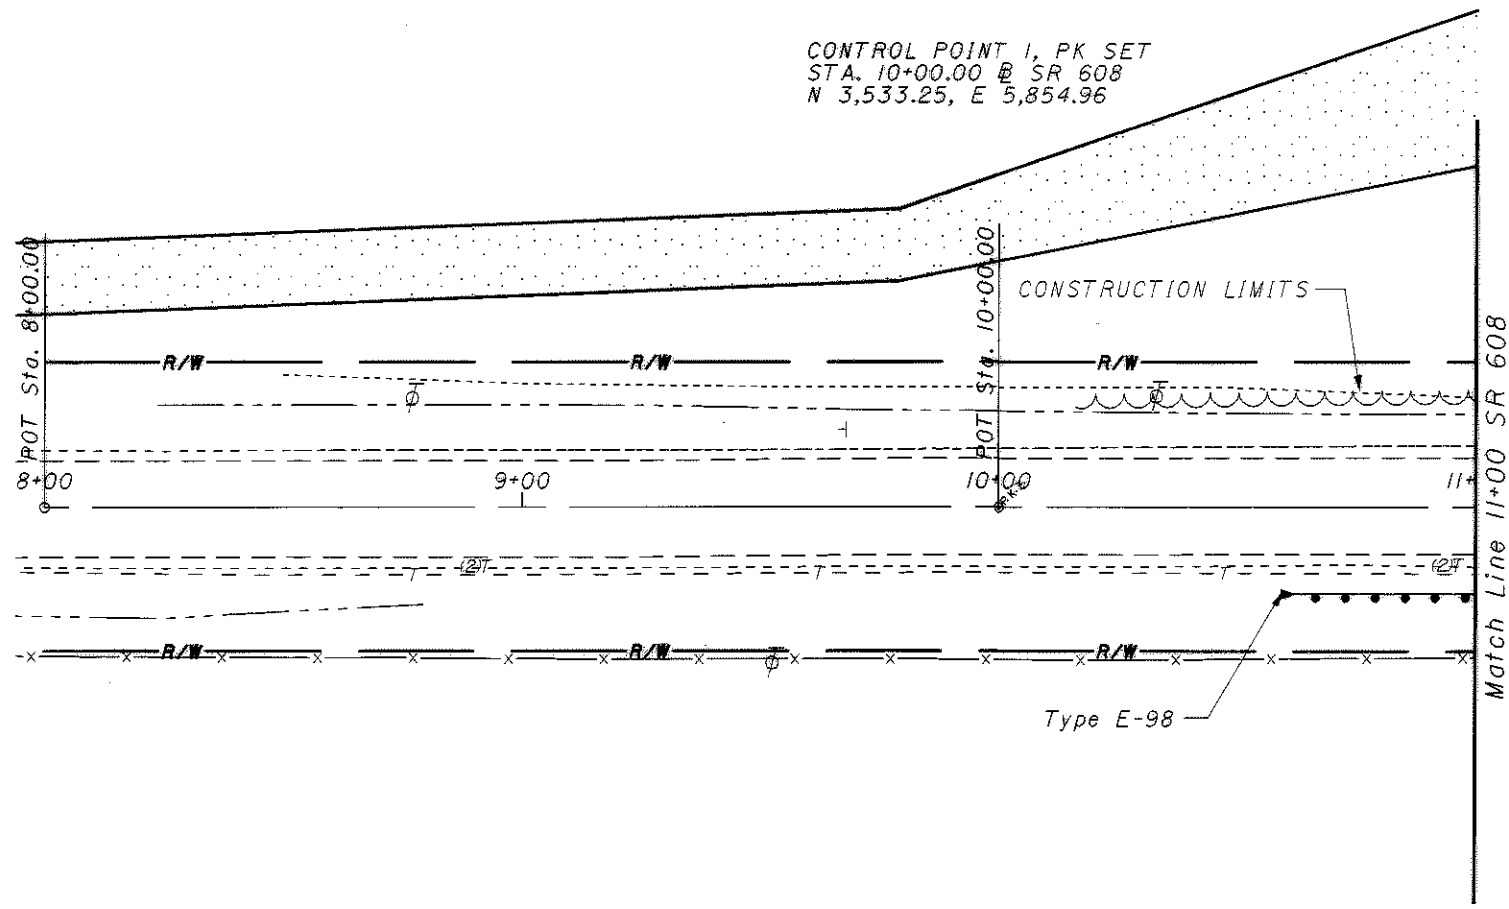 CONTROL POINT 1, PK SET
STA. 10+00.00 ⅊ SR 608
N 3,533.25, E 5,854.96
POT Sta. 8+00.00
POT Sta. 10+00.00
CONSTRUCTION LIMITS
R/W R/W R/W
8+00 9+00 10+00 11+
P.K.
T (2)T T T (2)T
R/W R/W R/W
Type E-98
Match Line 11+00 SR 608